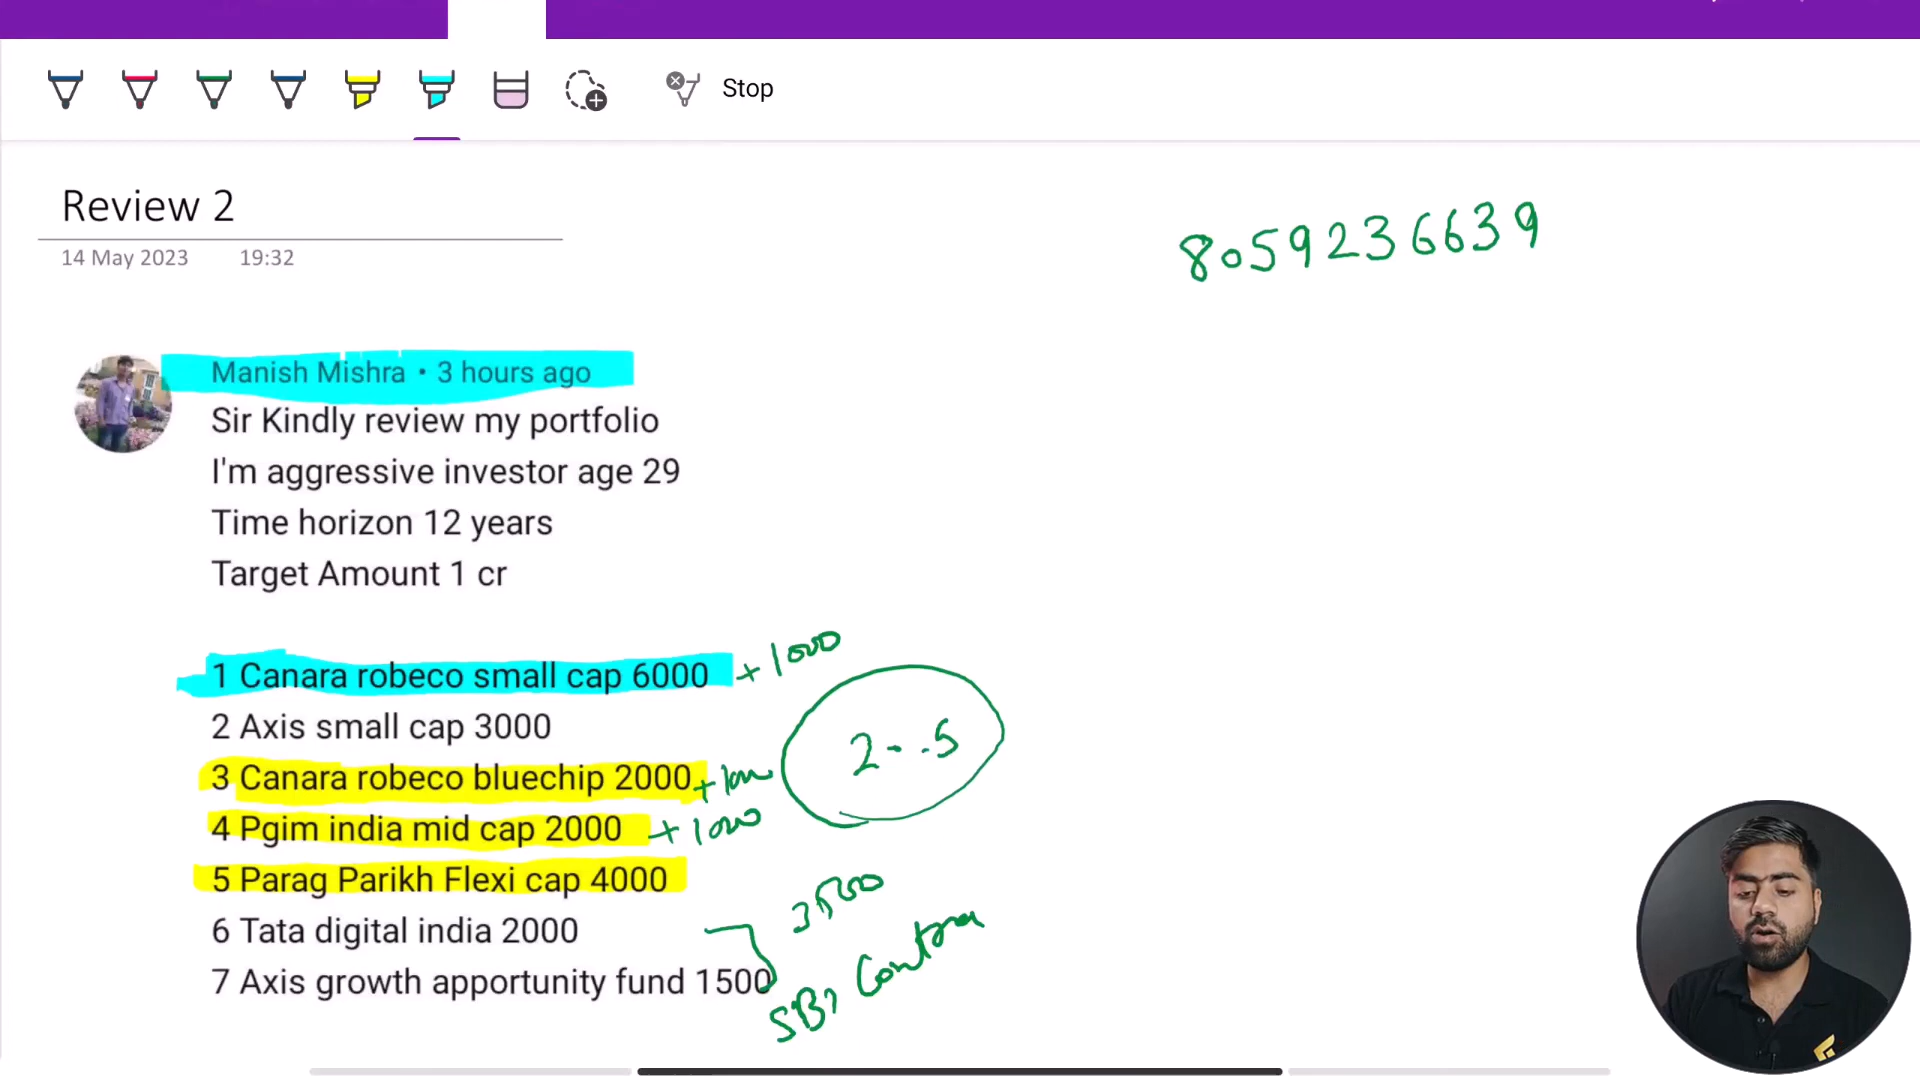 Stop
Review 2
14 May 2023 19:32
8059236639
Manish Mishra • 3 hours ago
Sir Kindly review my portfolio
I'm aggressive investor age 29
Time horizon 12 years
Target Amount 1 cr
1 Canara robeco small cap 6000 + 1000
2 Axis small cap 3000
2-.5
3 Canara robeco bluechip 2000
4 Pgim india mid cap 2000 + 1000
5 Parag Parikh Flexi cap 4000
3500
6 Tata digital india 2000
7 Axis growth apportunity fund 1500
SBI Contra